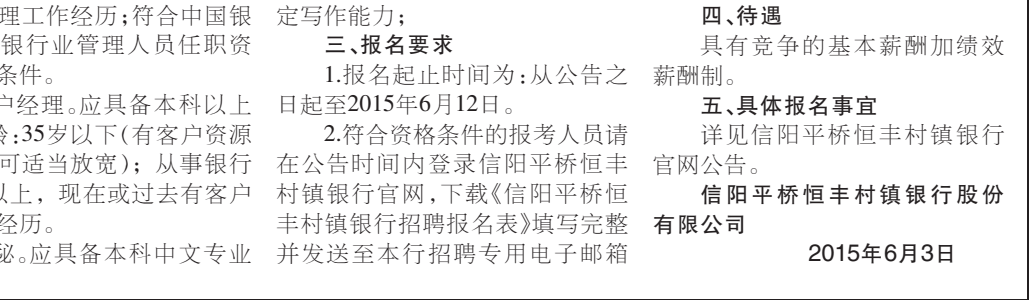 理工作经历;符合中国银
银行业管理人员任职资
条件。
户经理。应具备本科以上
龄:35岁以下(有客户资源
可适当放宽);从事银行
以上,现在或过去有客户
经历。
秘。应具备本科中文专业
定写作能力;
三、报名要求
1.报名起止时间为:从公告之
日起至2015年6月12日。
2.符合资格条件的报考人员请
在公告时间内登录信阳平桥恒丰
村镇银行官网,下载《信阳平桥恒
丰村镇银行招聘报名表》填写完整
并发送至本行招聘专用电子邮箱
四、待遇
具有竞争的基本薪酬加绩效
薪酬制。
五、具体报名事宜
详见信阳平桥恒丰村镇银行
官网公告。
信阳平桥恒丰村镇银行股份
有限公司
2015年6月3日